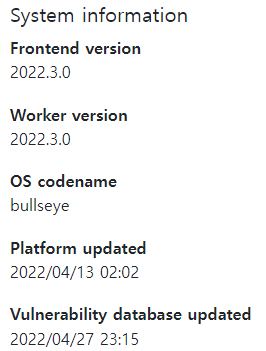 System information
Frontend version
2022.3.0
Worker version
2022.3.0
OS codename
bullseye
Platform updated
2022/04/13 02:02
Vulnerability database updated
2022/04/27 23:15